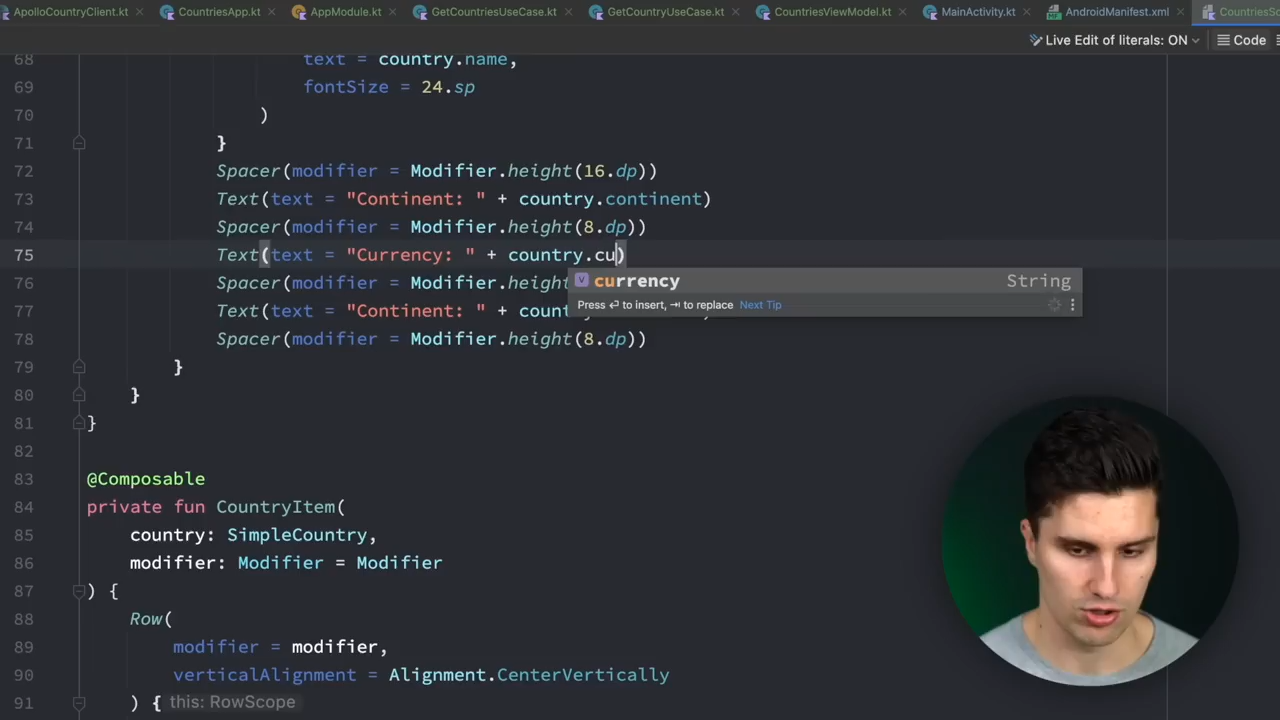 ApolloCountryClient.kt CountriesApp.kt AppModule.kt GetCountriesUseCase.kt GetCountryUseCase.kt CountriesViewModel.kt MainActivity.kt AndroidManifest.xml CountriesSc
Live Edit of literals: ON Code
68 text = country.name,
69 fontSize = 24.sp
70 )
71 }
72 Spacer(modifier = Modifier.height(16.dp))
73 Text(text = "Continent: " + country.continent)
74 Spacer(modifier = Modifier.height(8.dp))
75 Text(text = "Currency: " + country.cu)
currency String
76 Spacer(modifier = Modifier.heig
Press ↵ to insert, ⇥ to replace Next Tip
77 Text(text = "Continent: " + count
78 Spacer(modifier = Modifier.height(8.dp))
79 }
80 }
81 }
82
83 @Composable
84 private fun CountryItem(
85 country: SimpleCountry,
86 modifier: Modifier = Modifier
87 ) {
88 Row(
89 modifier = modifier,
90 verticalAlignment = Alignment.CenterVertically
91 ) { this: RowScope